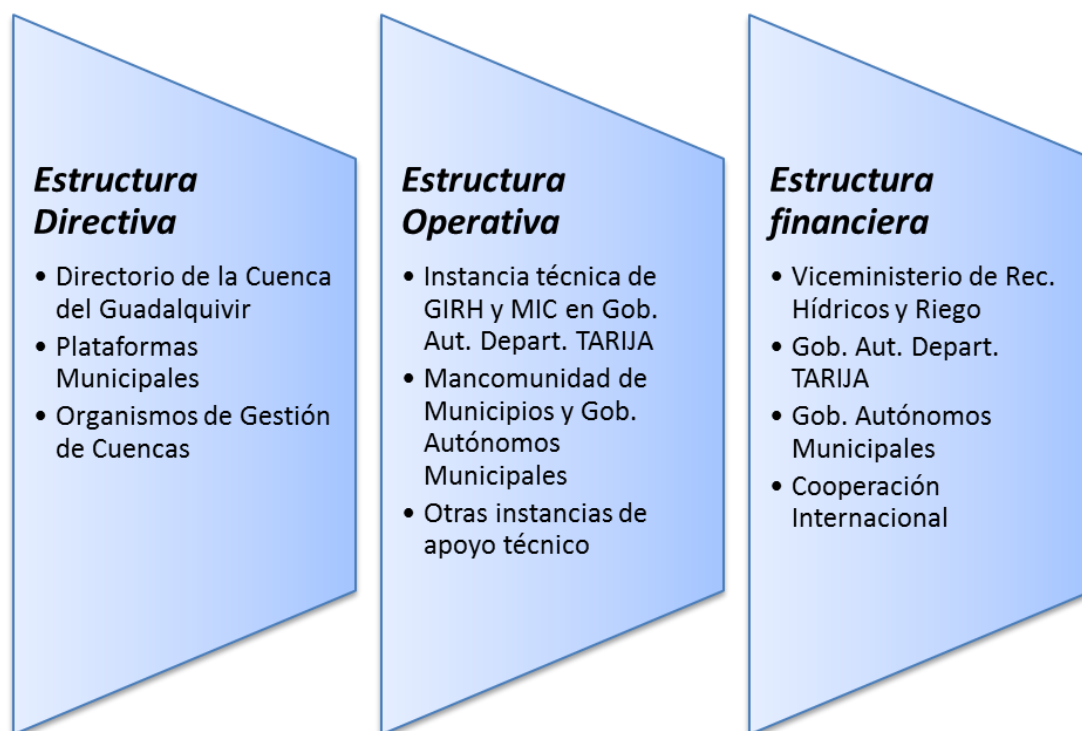 Estructura
Directiva
• Directorio de la Cuenca
del Guadalquivir
• Plataformas
Municipales
• Organismos de Gestión
de Cuencas
Estructura
Operativa
• Instancia técnica de
GIRH y MIC en Gob.
Aut. Depart. TARIJA
• Mancomunidad de
Municipios y Gob.
Autónomos
Municipales
• Otras instancias de
apoyo técnico
Estructura
financiera
• Viceministerio de Rec.
Hídricos y Riego
• Gob. Aut. Depart.
TARIJA
• Gob. Autónomos
Municipales
• Cooperación
Internacional